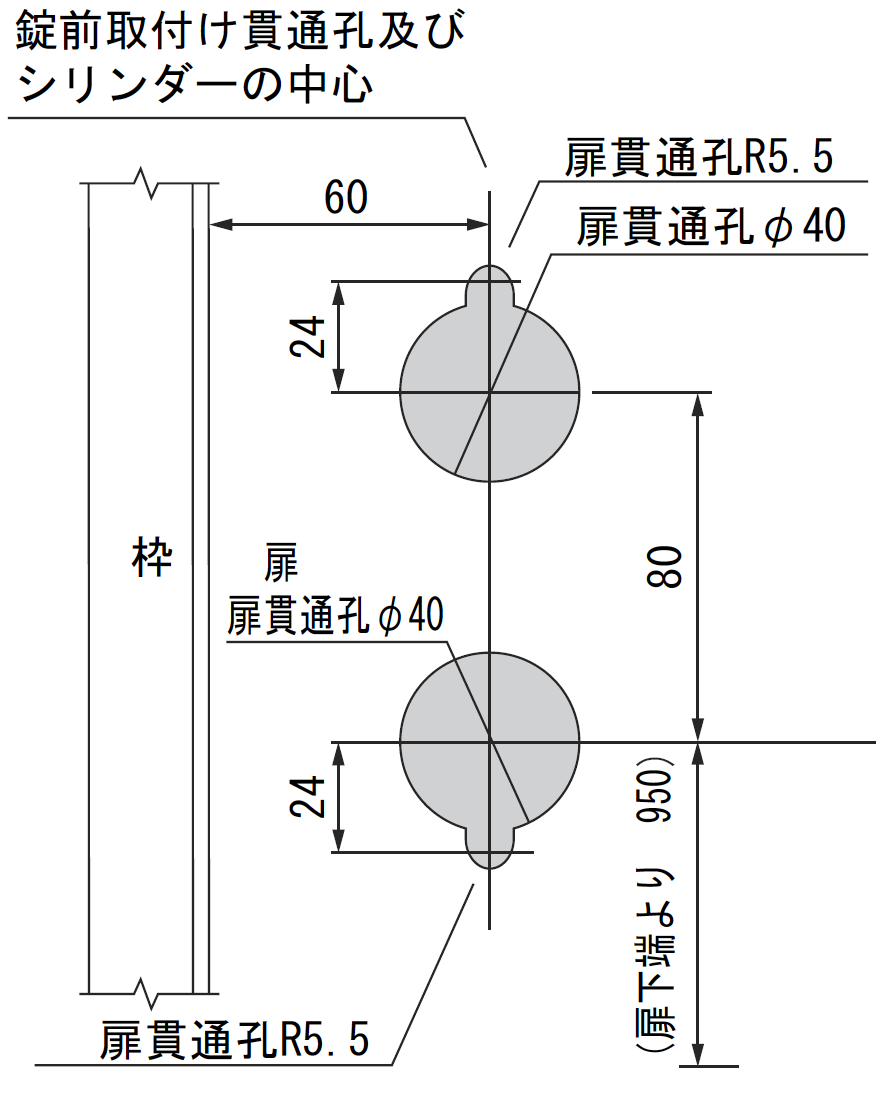 錠前取付け貫通孔及び
シリンダーの中心
扉貫通孔R5.5
60
扉貫通孔φ40
24
80
枠
扉
扉貫通孔φ40
24
(扉下端より 950)
扉貫通孔R5.5